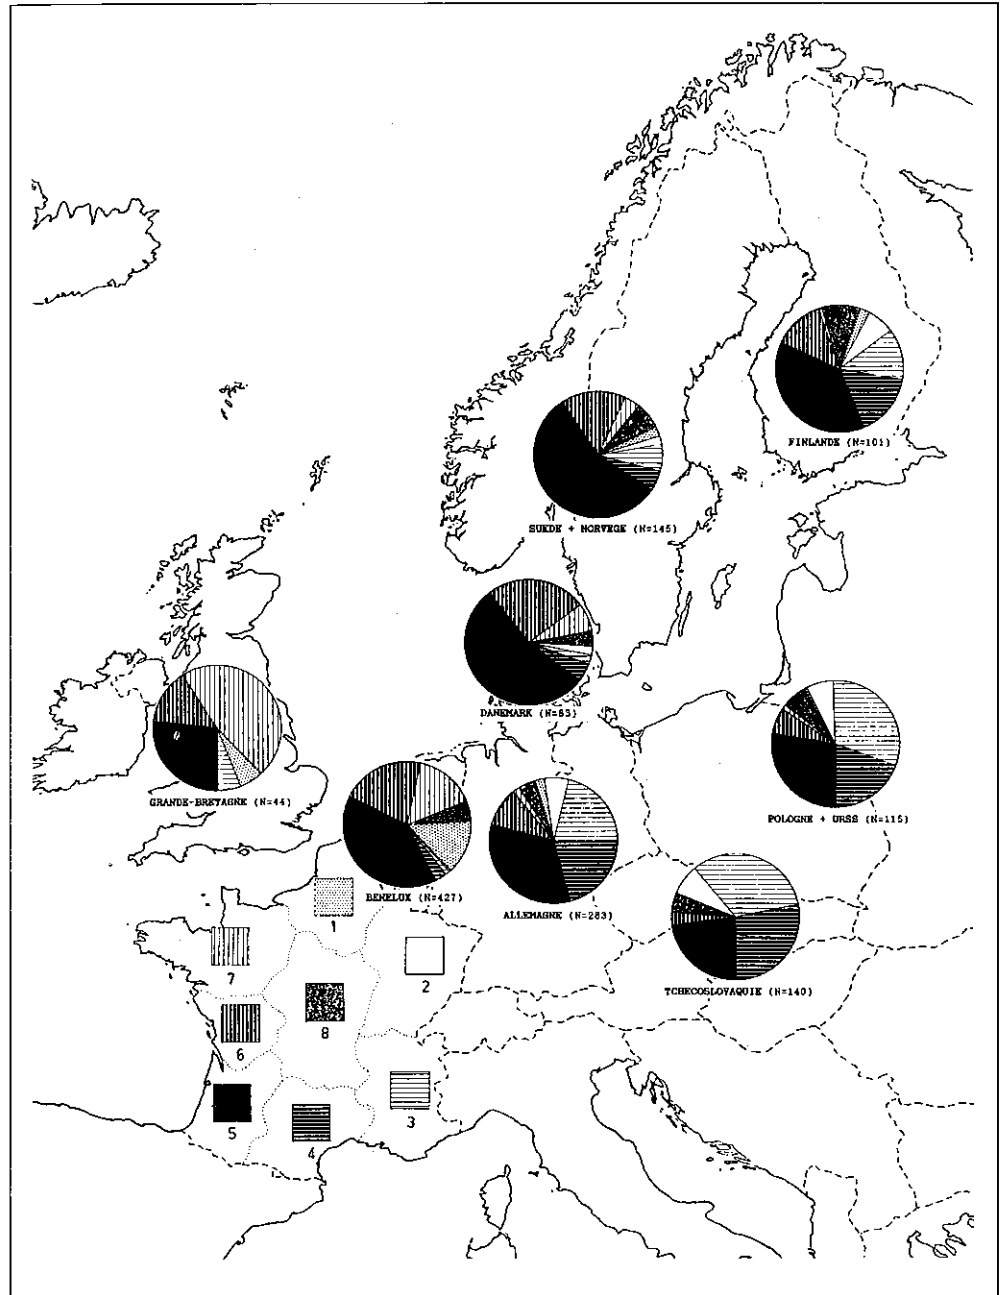 FINLANDE (N=101)
SUEDE + NORVEGE (N=145)
DANEMARK (N=83)
GRANDE-BRETAGNE (N=44)
POLOGNE + URSS (N=115)
BENELUX (N=427)
ALLEMAGNE (N=283)
TCHECOSLOVAQUIE (N=140)
1
2
7
8
6
3
5
4